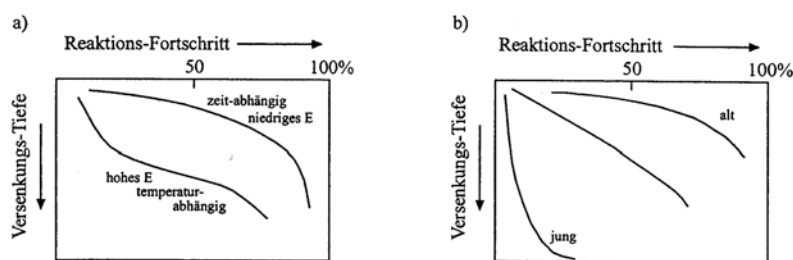 a)
Reaktions-Fortschritt
50
100%
Versenkungs-Tiefe
zeit-abhängig
niedriges E
hohes E
temperatur-
abhängig
b)
Reaktions-Fortschritt
50
100%
Versenkungs-Tiefe
alt
jung